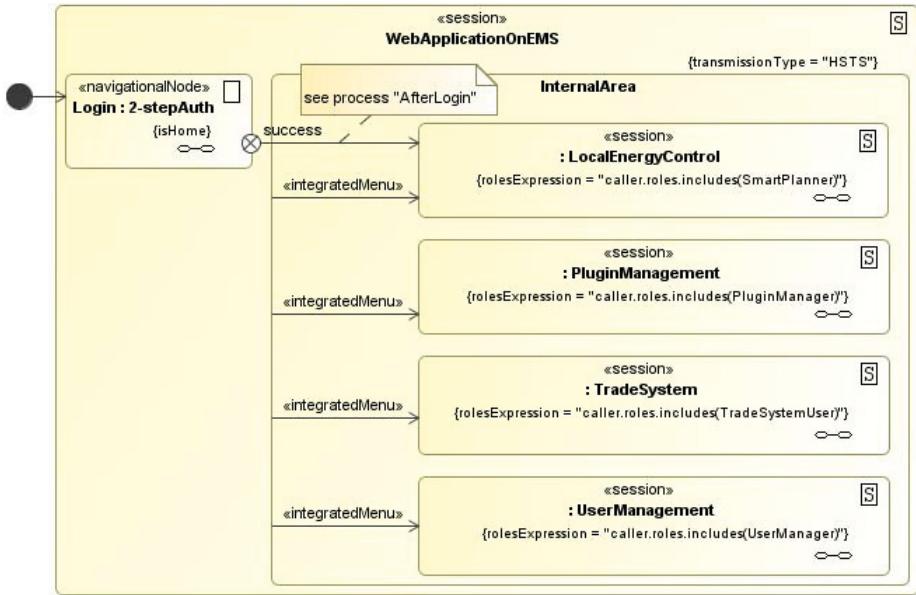 «session»
WebApplicationOnEMS
S
{transmissionType = "HSTS"}
«navigationalNode»
Login : 2-stepAuth
{isHome}
InternalArea
see process "AfterLogin"
success
«session»
S
: LocalEnergyControl
{rolesExpression = "caller.roles.includes(SmartPlanner)"}
«integratedMenu»
«session»
S
: PluginManagement
{rolesExpression = "caller.roles.includes(PluginManager)"}
«integratedMenu»
«session»
S
: TradeSystem
{rolesExpression = "caller.roles.includes(TradeSystemUser)"}
«integratedMenu»
«session»
S
: UserManagement
{rolesExpression = "caller.roles.includes(UserManager)"}
«integratedMenu»